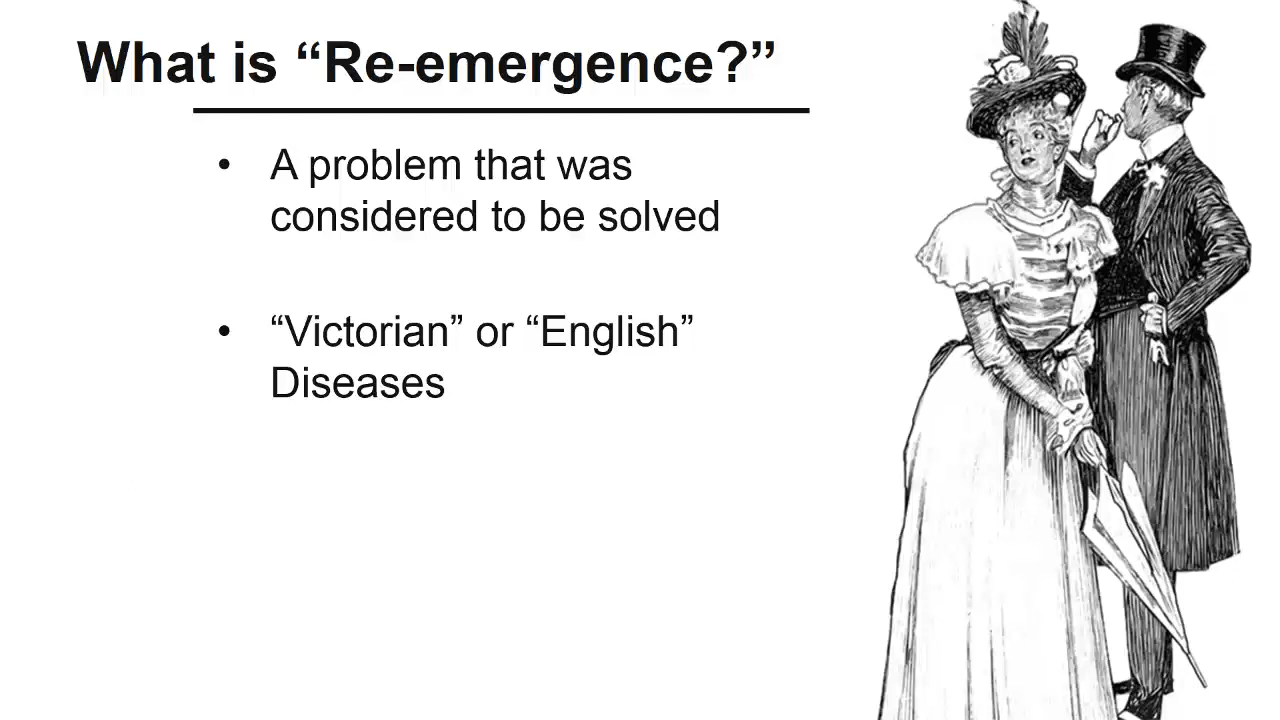 What is “Re-emergence?”
• A problem that was
considered to be solved
• “Victorian” or “English”
Diseases